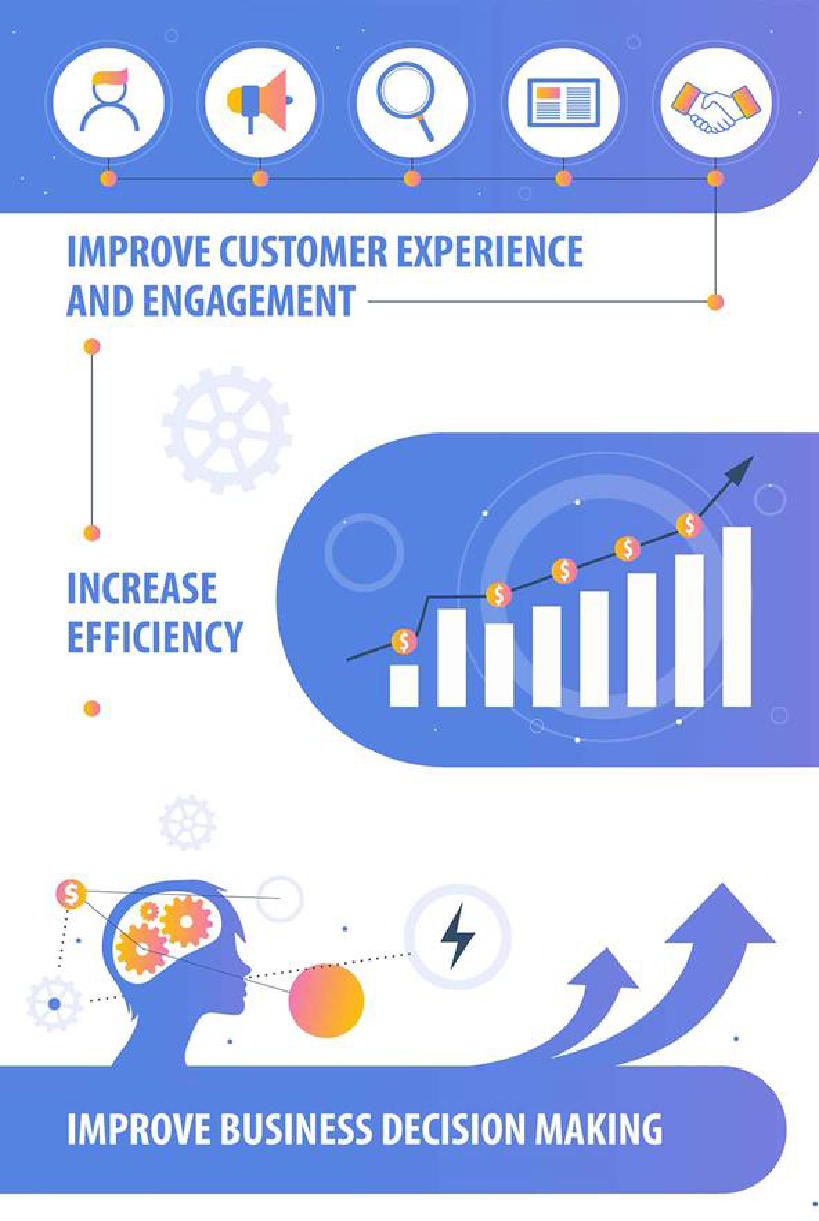 IMPROVE CUSTOMER EXPERIENCE
AND ENGAGEMENT
$
$
$
$
$
INCREASE
EFFICIENCY
$
IMPROVE BUSINESS DECISION MAKING